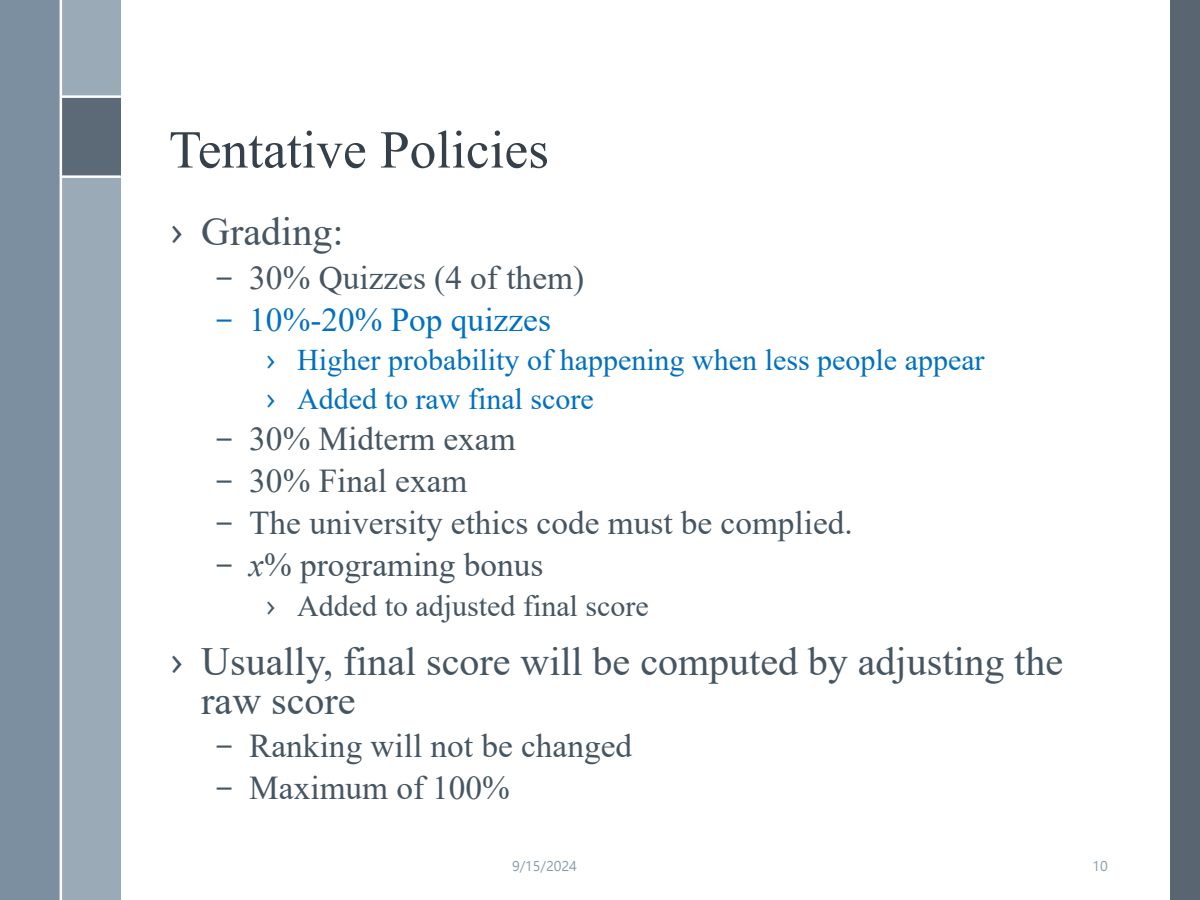 Tentative Policies
› Grading:
– 30% Quizzes (4 of them)
– 10%-20% Pop quizzes
› Higher probability of happening when less people appear
› Added to raw final score
– 30% Midterm exam
– 30% Final exam
– The university ethics code must be complied.
– x% programing bonus
› Added to adjusted final score
› Usually, final score will be computed by adjusting the
raw score
– Ranking will not be changed
– Maximum of 100%
9/15/2024
10